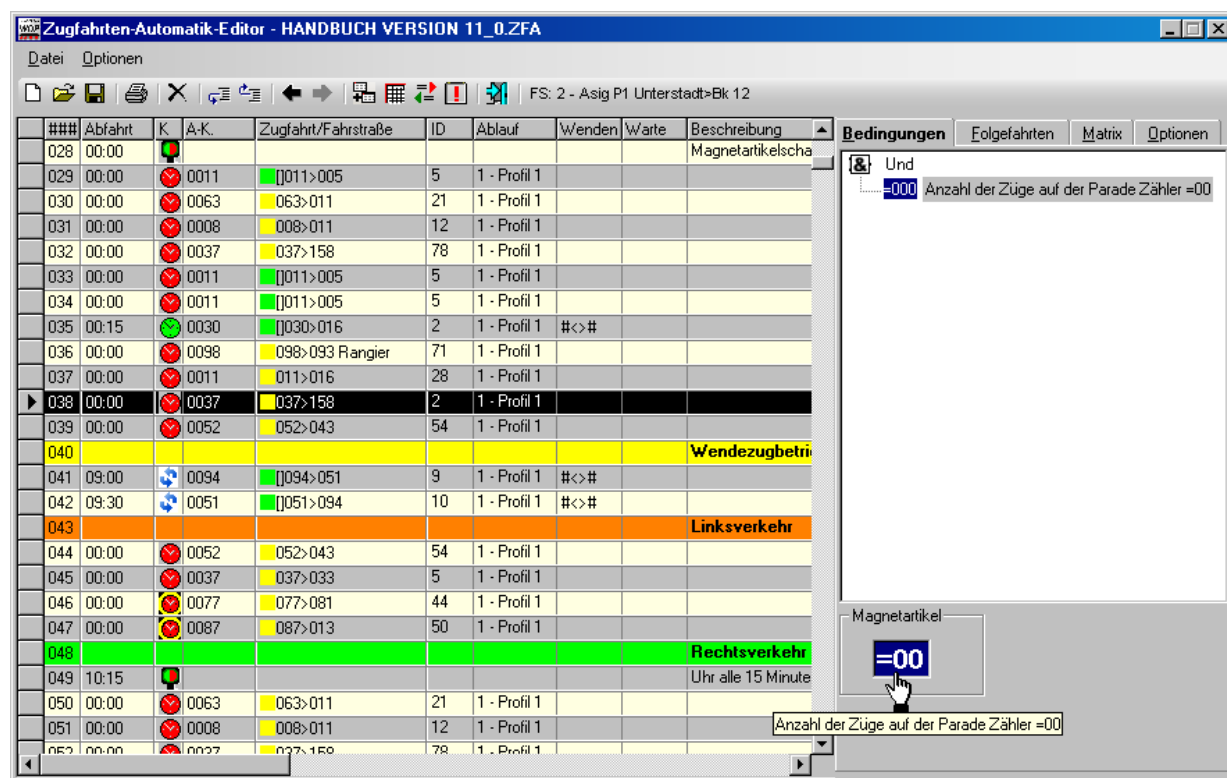 Zugfahrten-Automatik-Editor - HANDBUCH VERSION 11_0.ZFA
Datei Optionen
FS: 2 - Asig P1 Unterstadt>Bk 12
### Abfahrt K A-K. Zugfahrt/Fahrstraße ID Ablauf Wenden Warte Beschreibung
028 00:00 Magnetartikelscha
029 00:00 0011 []011>005 5 1 - Profil 1
030 00:00 0063 063>011 21 1 - Profil 1
031 00:00 0008 008>011 12 1 - Profil 1
032 00:00 0037 037>158 78 1 - Profil 1
033 00:00 0011 []011>005 5 1 - Profil 1
034 00:00 0011 []011>005 5 1 - Profil 1
035 00:15 0030 []030>016 2 1 - Profil 1 #<>#
036 00:00 0098 098>093 Rangier 71 1 - Profil 1
037 00:00 0011 011>016 28 1 - Profil 1
038 00:00 0037 037>158 2 1 - Profil 1
039 00:00 0052 052>043 54 1 - Profil 1
040 Wendezugbetri
041 09:00 0094 []094>051 9 1 - Profil 1 #<>#
042 09:30 0051 []051>094 10 1 - Profil 1 #<>#
043 Linksverkehr
044 00:00 0052 052>043 54 1 - Profil 1
045 00:00 0037 037>033 5 1 - Profil 1
046 00:00 0077 077>081 44 1 - Profil 1
047 00:00 0087 087>013 50 1 - Profil 1
048 Rechtsverkehr
049 10:15 Uhr alle 15 Minute
050 00:00 0063 063>011 21 1 - Profil 1
051 00:00 0008 008>011 12 1 - Profil 1
052 00:00 0037 037>158 78 1 - Profil 1
Bedingungen Folgefahrten Matrix Optionen
& Und
=000 Anzahl der Züge auf der Parade Zähler =00
Magnetartikel
=00
Anzahl der Züge auf der Parade Zähler =00